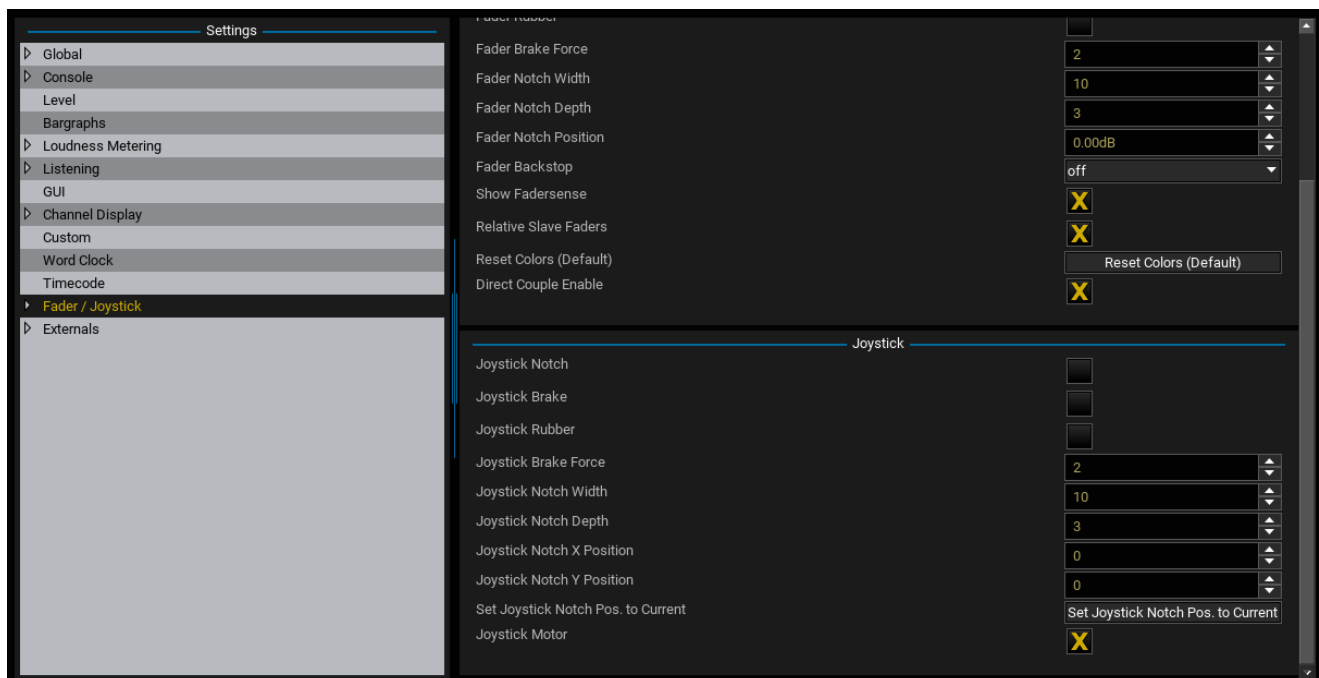 Settings
Global
Console
Level
Bargraphs
Loudness Metering
Listening
GUI
Channel Display
Custom
Word Clock
Timecode
Fader / Joystick
Externals
Fader Rubber
Fader Brake Force 2
Fader Notch Width 10
Fader Notch Depth 3
Fader Notch Position 0.00dB
Fader Backstop off
Show Fadersense X
Relative Slave Faders X
Reset Colors (Default) Reset Colors (Default)
Direct Couple Enable X
Joystick
Joystick Notch
Joystick Brake
Joystick Rubber
Joystick Brake Force 2
Joystick Notch Width 10
Joystick Notch Depth 3
Joystick Notch X Position 0
Joystick Notch Y Position 0
Set Joystick Notch Pos. to Current Set Joystick Notch Pos. to Current
Joystick Motor X